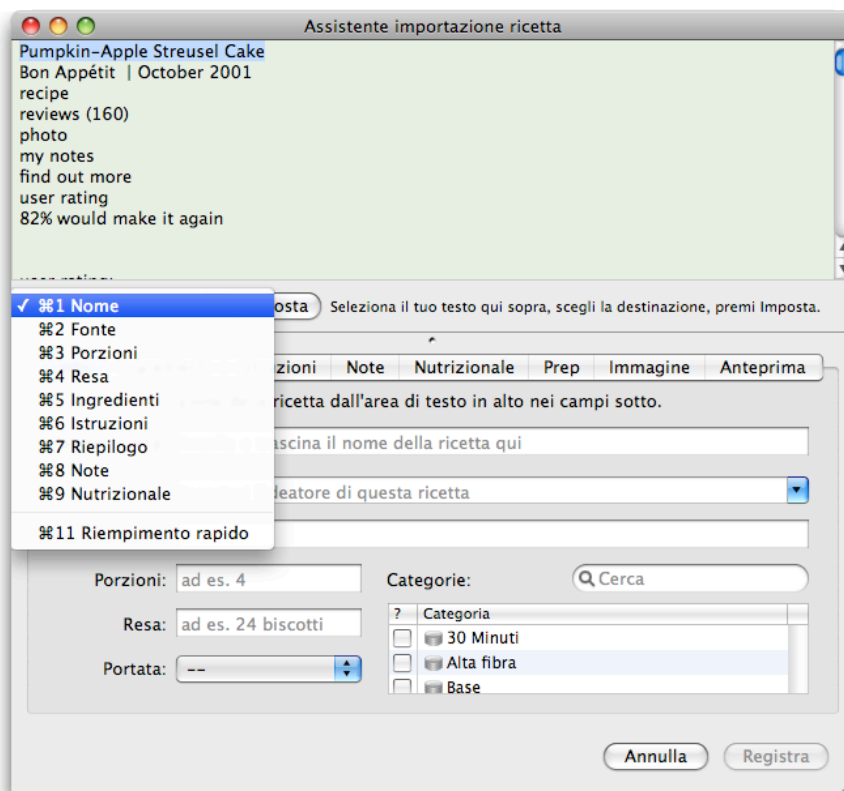 Assistente importazione ricetta
Pumpkin-Apple Streusel Cake
Bon Appétit | October 2001
recipe
reviews (160)
photo
my notes
find out more
user rating
82% would make it again
✓ ⌘1 Nome
⌘2 Fonte
⌘3 Porzioni
⌘4 Resa
⌘5 Ingredienti
⌘6 Istruzioni
⌘7 Riepilogo
⌘8 Note
⌘9 Nutrizionale
⌘11 Riempimento rapido
osta Seleziona il tuo testo qui sopra, scegli la destinazione, premi Imposta.
zioni Note Nutrizionale Prep Immagine Anteprima
ricetta dall'area di testo in alto nei campi sotto.
ascina il nome della ricetta qui
deatore di questa ricetta
Porzioni: ad es. 4
Resa: ad es. 24 biscotti
Portata: --
Categorie: Cerca
? Categoria
30 Minuti
Alta fibra
Base
Annulla Registra